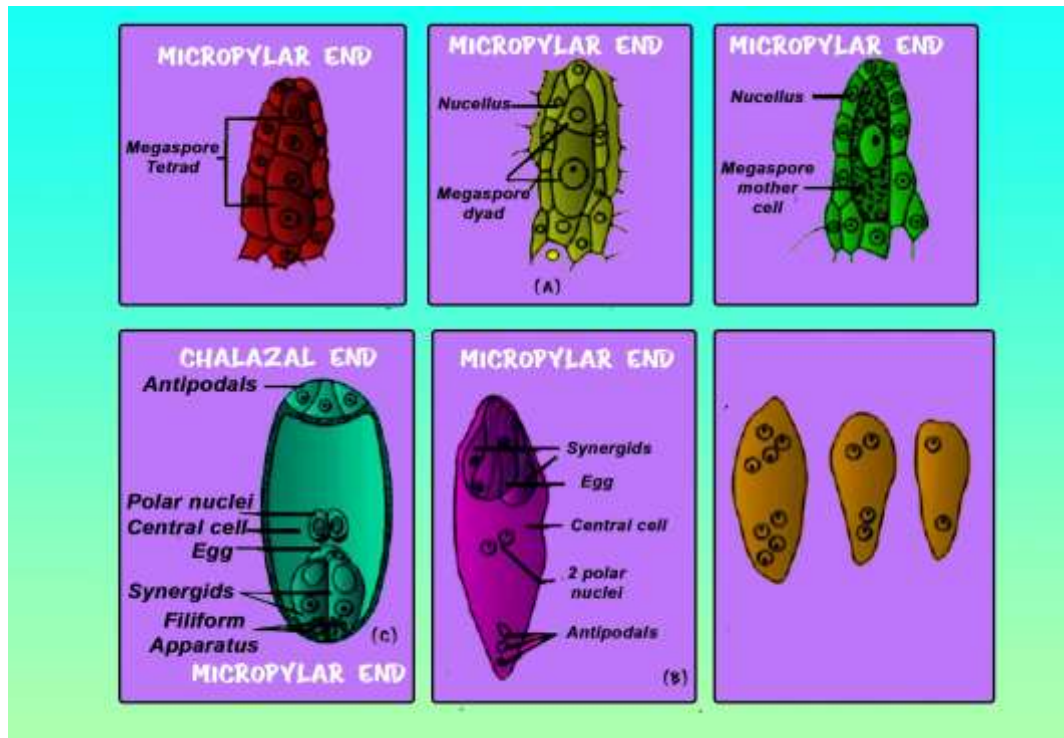 MICROPYLAR END
Megaspore
Tetrad
MICROPYLAR END
Nucellus
Megaspore
dyad
(A)
MICROPYLAR END
Nucellus
Megaspore
mother
cell
CHALAZAL END
Antipodals
Polar nuclei
Central cell
Egg
Synergids
Filiform
Apparatus
(C)
MICROPYLAR END
MICROPYLAR END
Synergids
Egg
Central cell
2 polar
nuclei
Antipodals
(B)